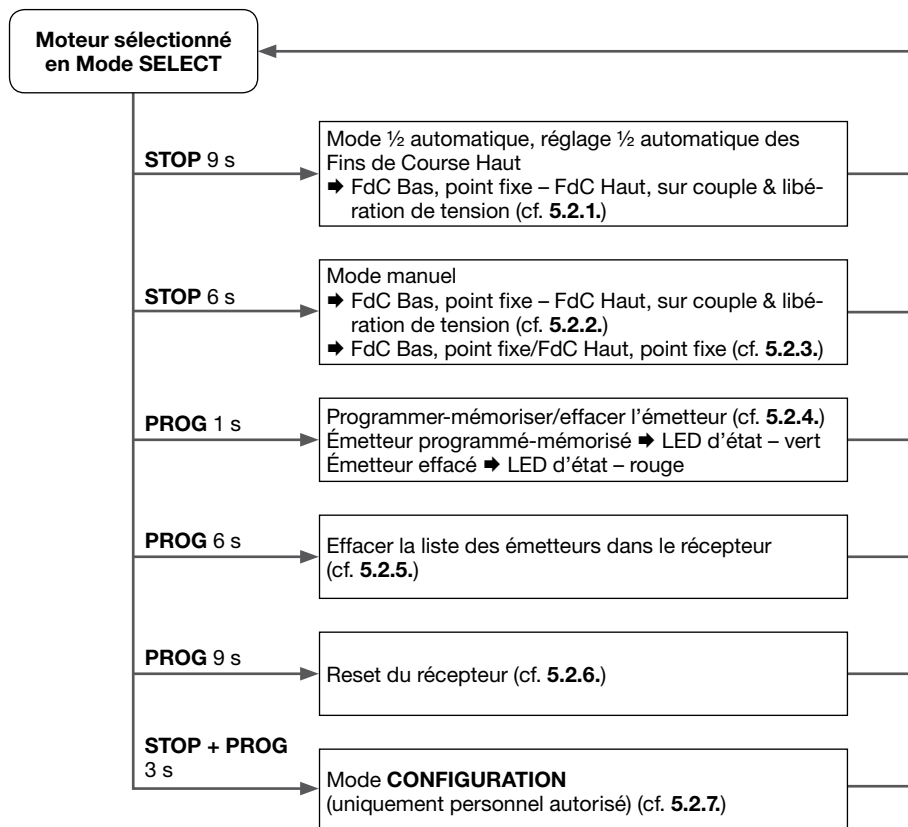 Moteur sélectionné
en Mode SELECT
STOP 9 s
Mode ½ automatique, réglage ½ automatique des
Fins de Course Haut
➡ FdC Bas, point fixe – FdC Haut, sur couple & libé-
ration de tension (cf. 5.2.1.)
STOP 6 s
Mode manuel
➡ FdC Bas, point fixe – FdC Haut, sur couple & libé-
ration de tension (cf. 5.2.2.)
➡ FdC Bas, point fixe/FdC Haut, point fixe (cf. 5.2.3.)
PROG 1 s
Programmer-mémoriser/effacer l’émetteur (cf. 5.2.4.)
Émetteur programmé-mémorisé ➡ LED d’état – vert
Émetteur effacé ➡ LED d’état – rouge
PROG 6 s
Effacer la liste des émetteurs dans le récepteur
(cf. 5.2.5.)
PROG 9 s
Reset du récepteur (cf. 5.2.6.)
STOP + PROG
3 s
Mode CONFIGURATION
(uniquement personnel autorisé) (cf. 5.2.7.)